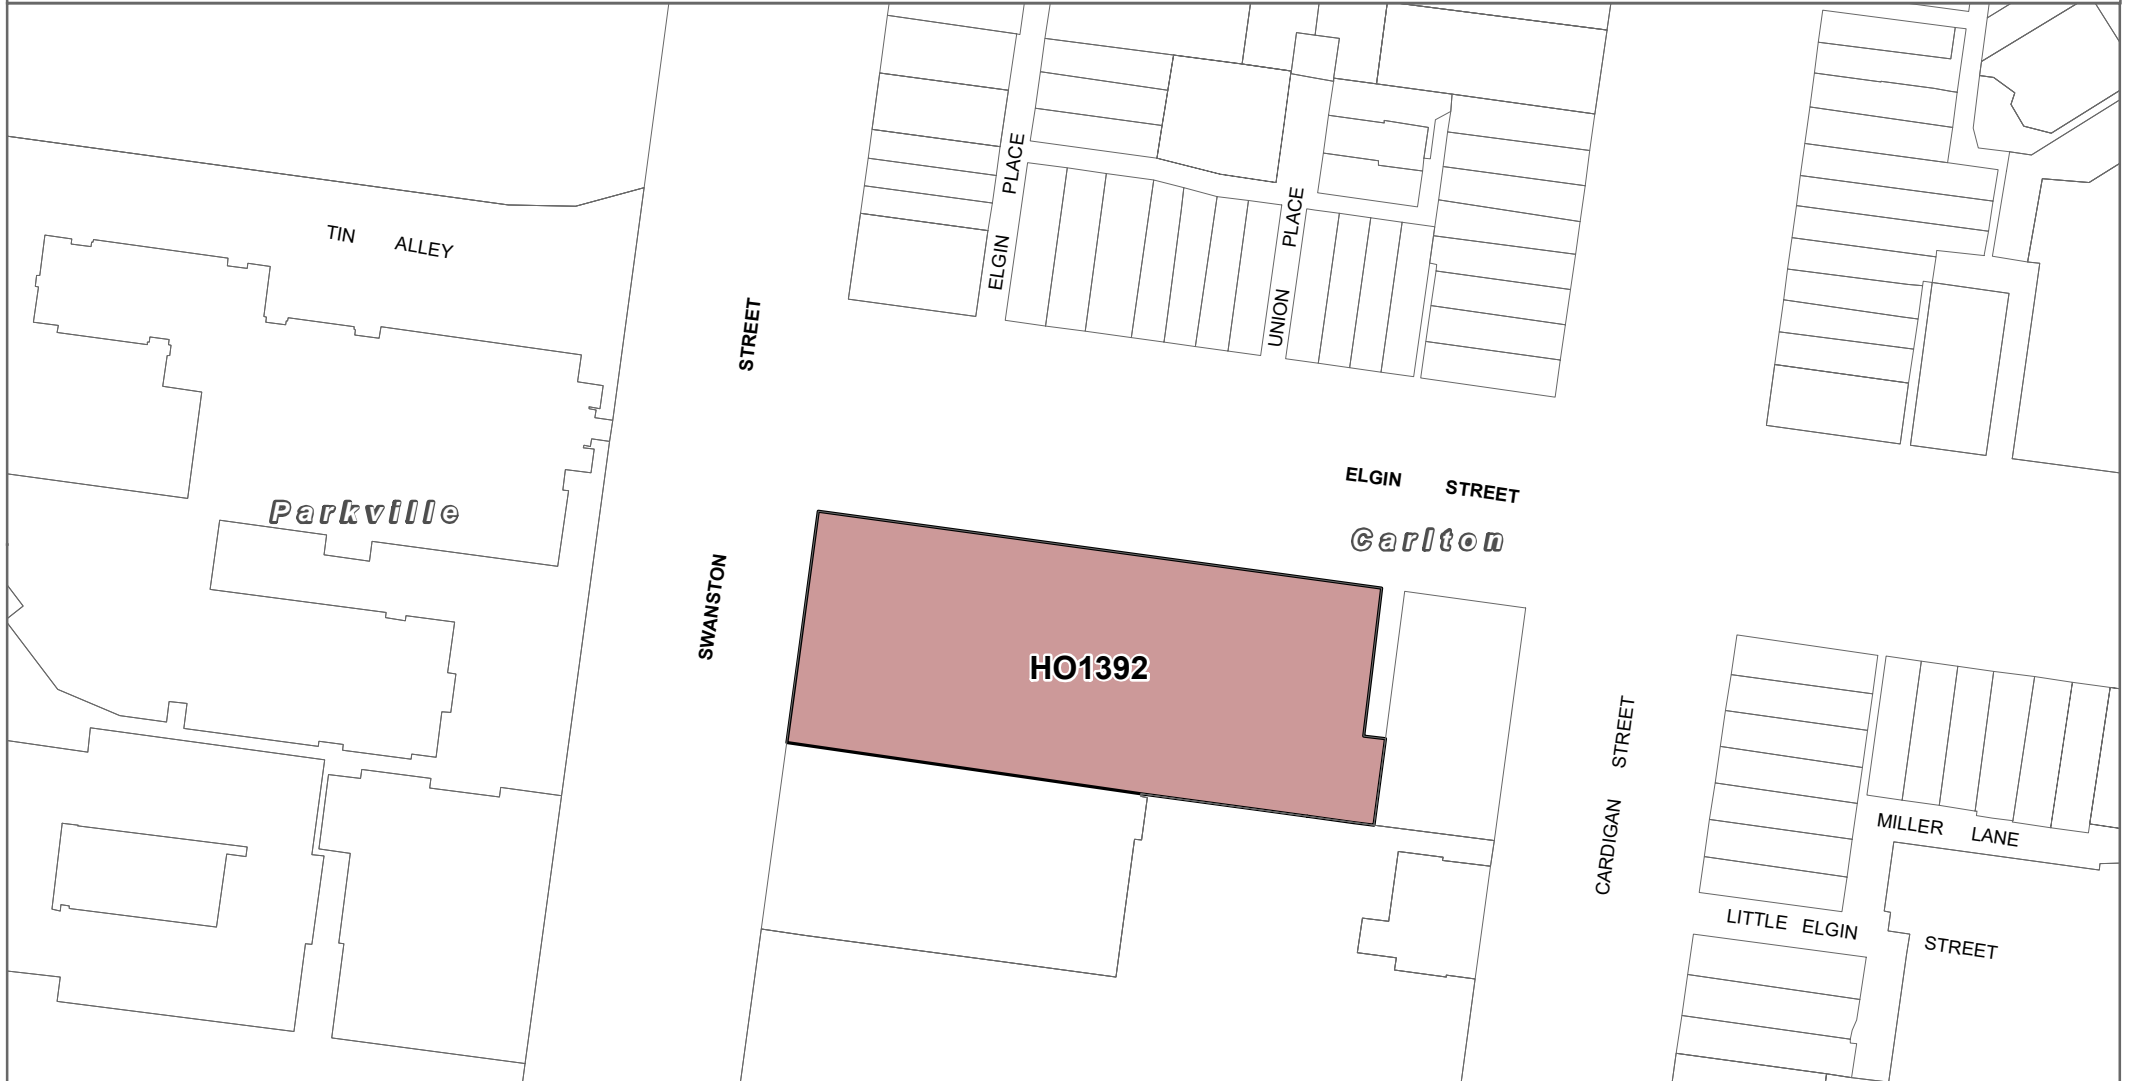 TIN ALLEY
ELGIN PLACE
UNION PLACE
SWANSTON STREET
ELGIN STREET
Parkville
Carlton
HO1392
CARDIGAN STREET
MILLER LANE
LITTLE ELGIN STREET